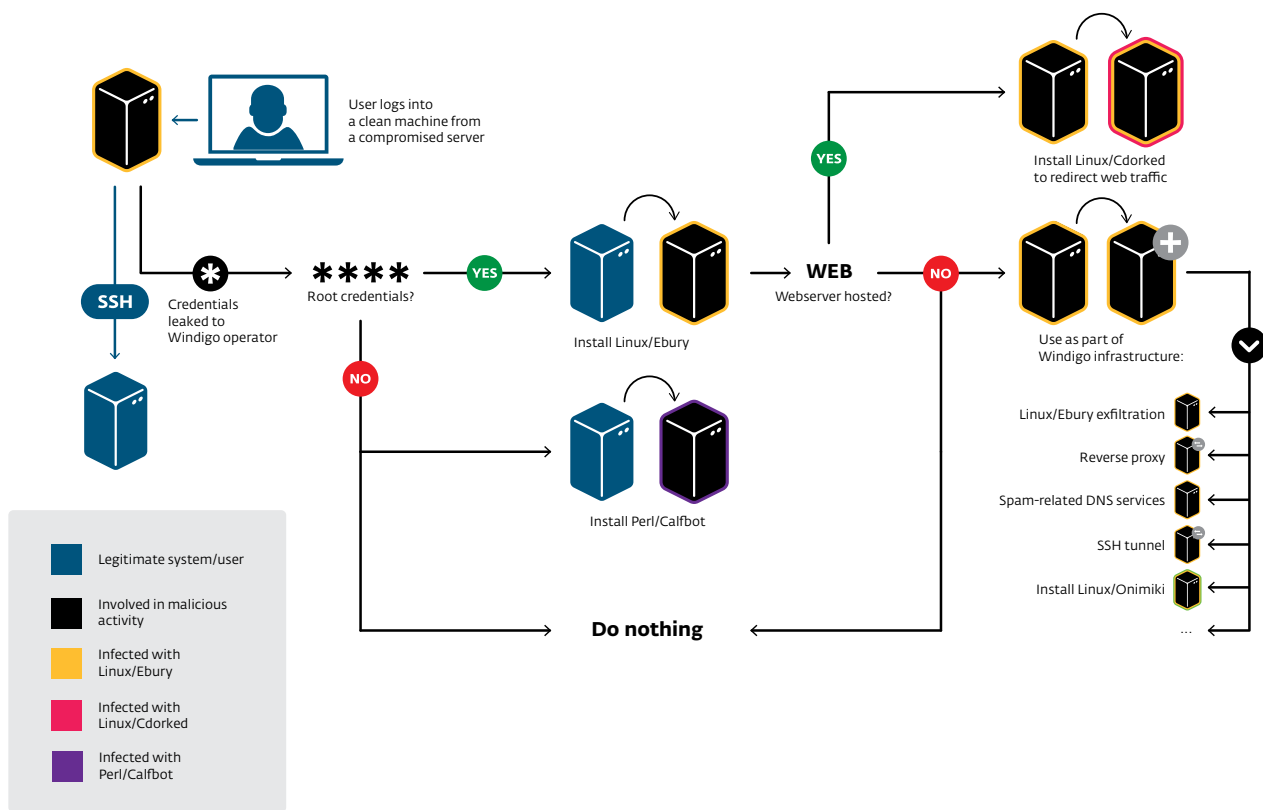 User logs into
a clean machine from
a compromised server
SSH
*
Credentials
leaked to
Windigo operator
****
Root credentials?
YES
NO
Install Linux/Ebury
Install Perl/Calfbot
WEB
Webserver hosted?
YES
NO
Install Linux/Cdorked
to redirect web traffic
+
Use as part of
Windigo infrastructure:
Linux/Ebury exfiltration
Reverse proxy
Spam-related DNS services
SSH tunnel
Install Linux/Onimiki
...
Do nothing
Legitimate system/user
Involved in malicious
activity
Infected with
Linux/Ebury
Infected with
Linux/Cdorked
Infected with
Perl/Calfbot